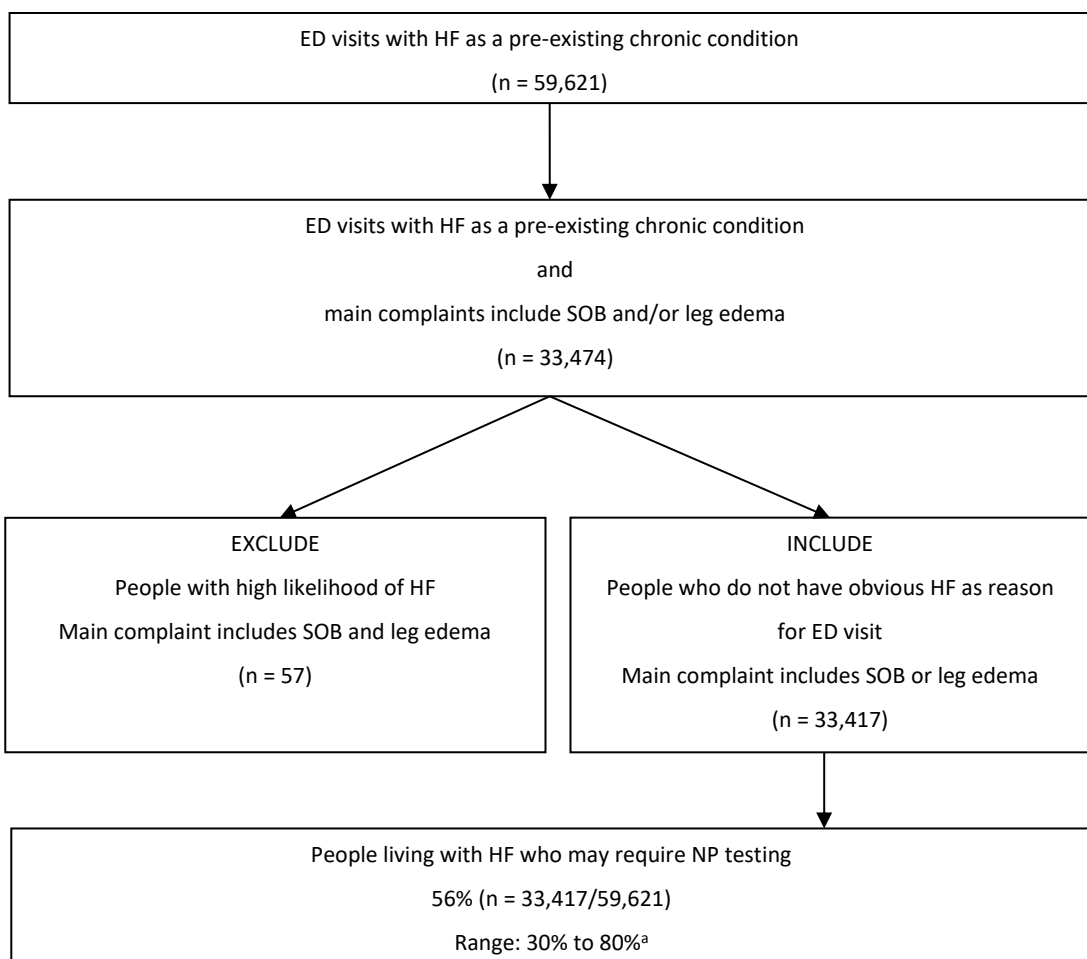 ED visits with HF as a pre-existing chronic condition
(n = 59,621)
ED visits with HF as a pre-existing chronic condition
and
main complaints include SOB and/or leg edema
(n = 33,474)
EXCLUDE
People with high likelihood of HF
Main complaint includes SOB and leg edema
(n = 57)
INCLUDE
People who do not have obvious HF as reason
for ED visit
Main complaint includes SOB or leg edema
(n = 33,417)
People living with HF who may require NP testing
56% (n = 33,417/59,621)
Range: 30% to 80%ᵃ